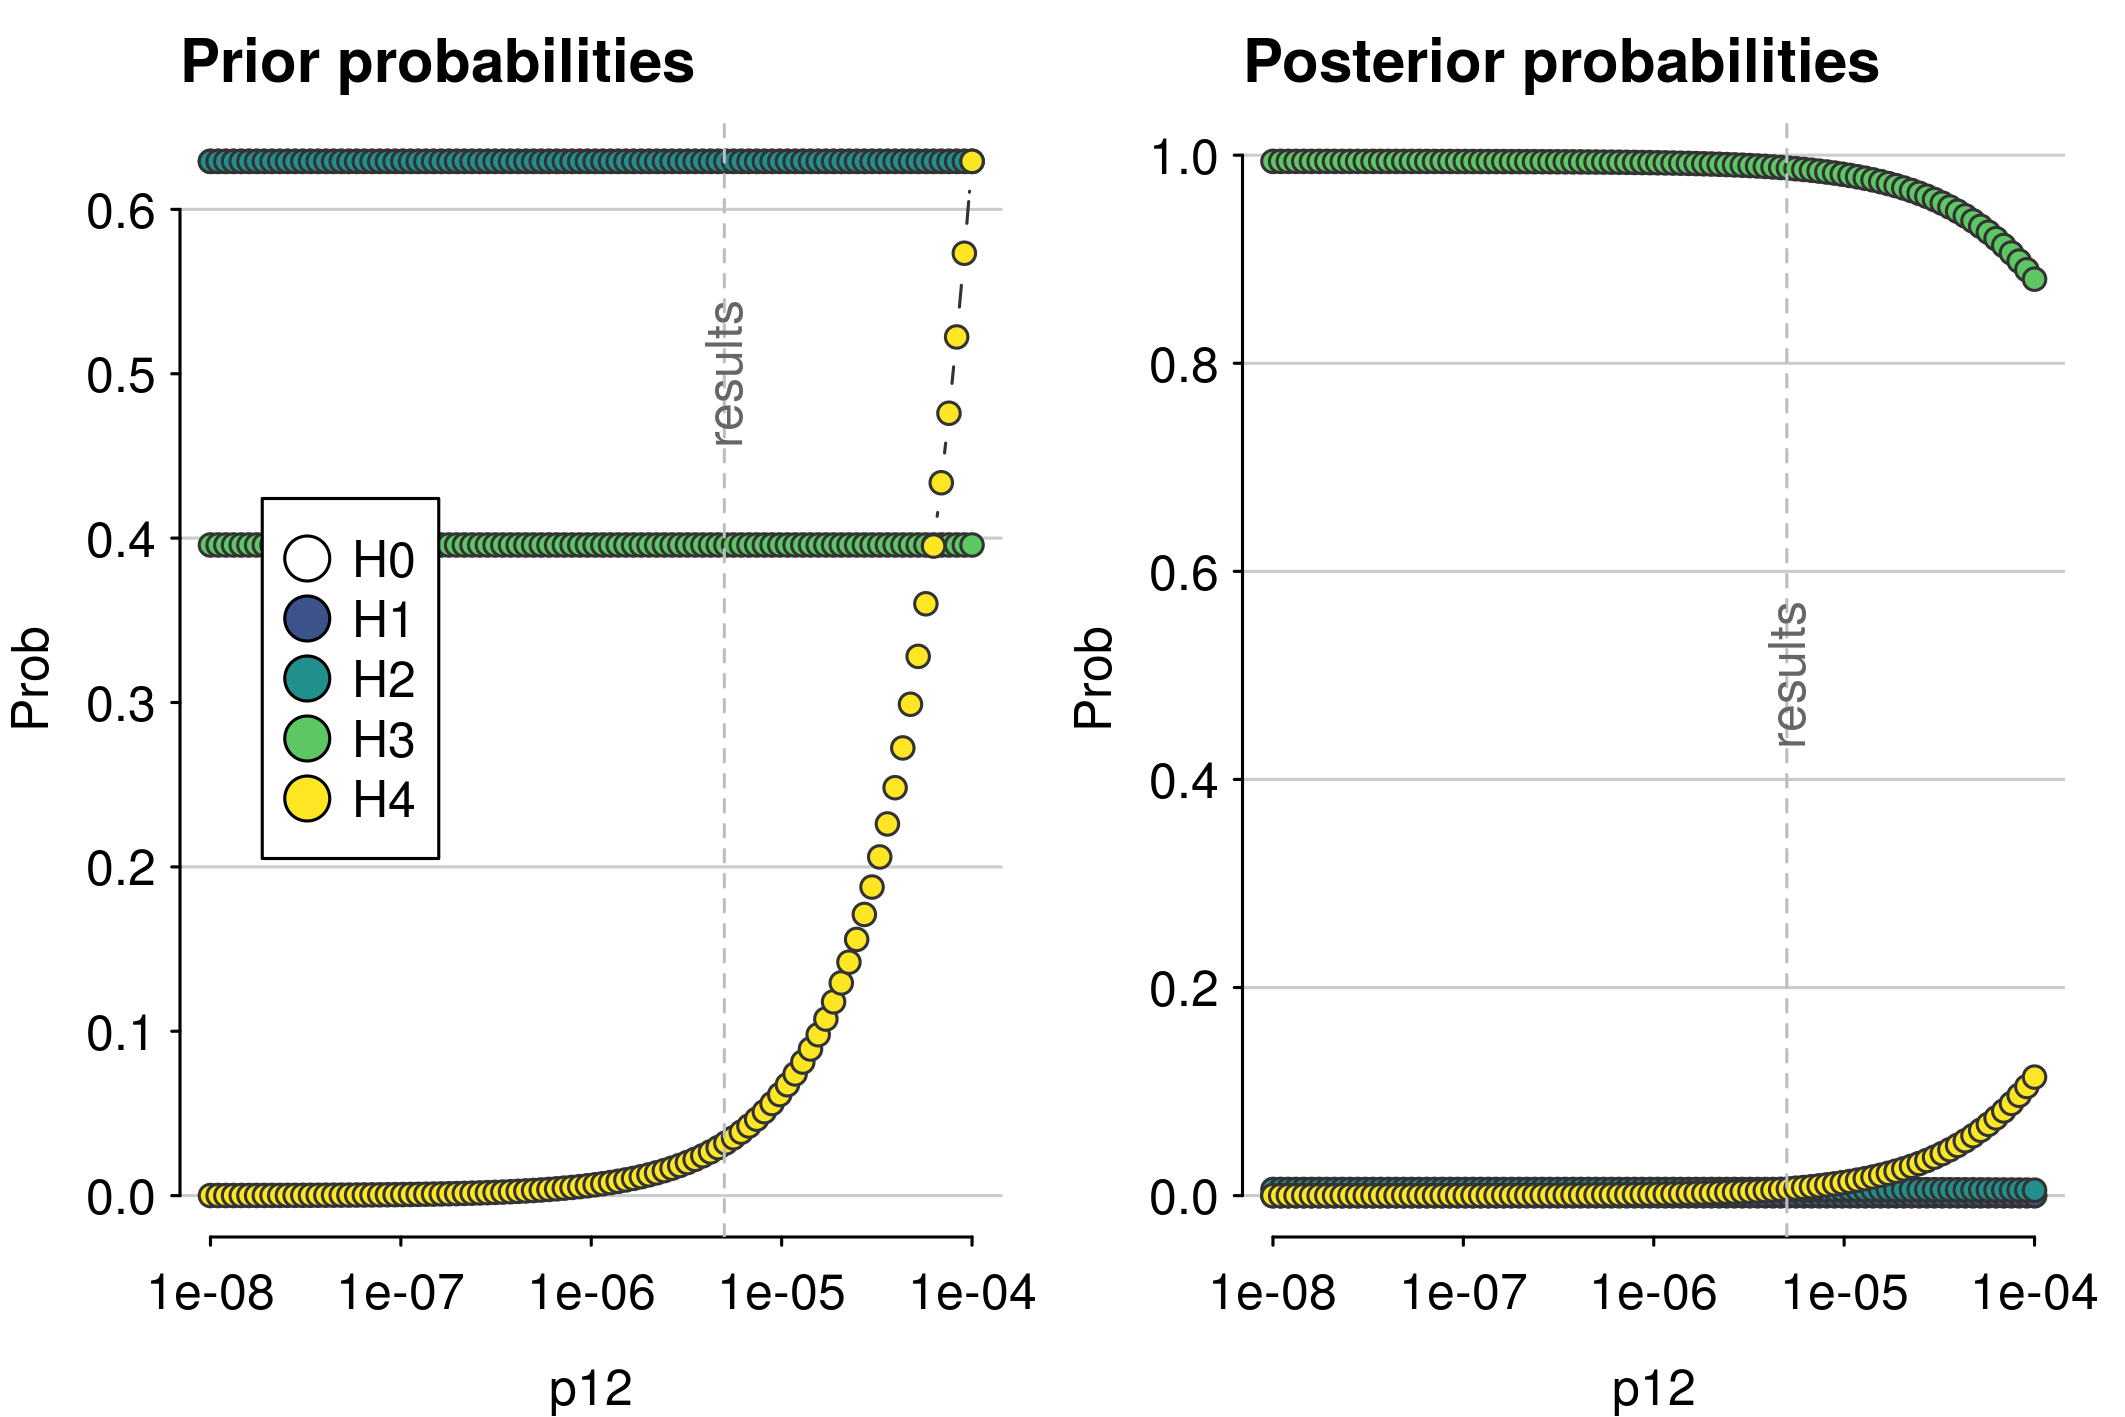 Prior probabilities
Prob
0.6
0.5
0.4
0.3
0.2
0.1
0.0
results
H0
H1
H2
H3
H4
1e-08 1e-07 1e-06 1e-05 1e-04
p12
Posterior probabilities
Prob
1.0
0.8
0.6
0.4
0.2
0.0
results
1e-08 1e-07 1e-06 1e-05 1e-04
p12